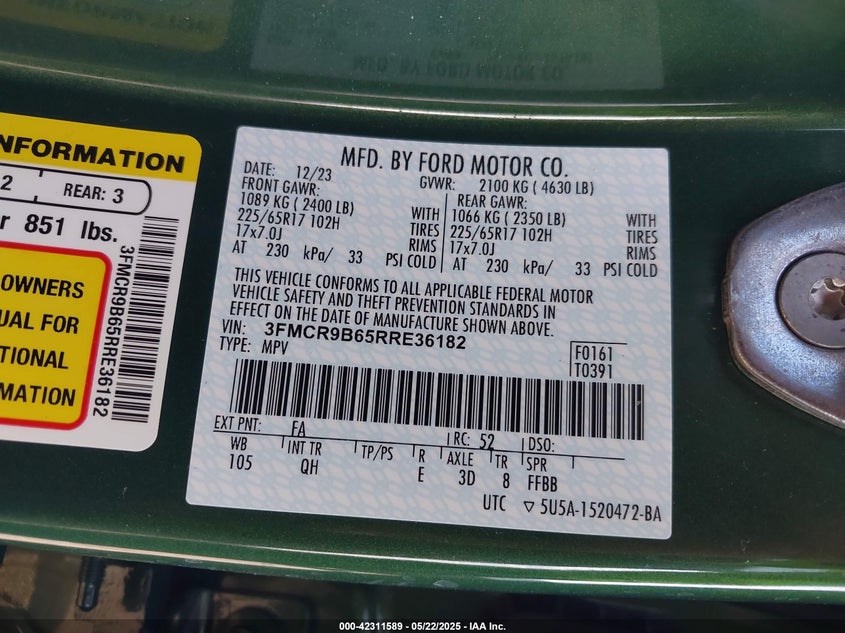 NFORMATION
2
REAR: 3
r 851 lbs.
OWNERS
UAL FOR
TIONAL
MATION
3FMCR9B65RRE36182
MFD. BY FORD MOTOR CO.
DATE: 12/23 GVWR: 2100 KG ( 4630 LB)
FRONT GAWR: REAR GAWR:
1089 KG ( 2400 LB) WITH 1066 KG ( 2350 LB) WITH
225/65R17 102H TIRES 225/65R17 102H TIRES
17x7.0J RIMS 17x7.0J RIMS
AT 230 kPa/ 33 PSI COLD AT 230 kPa/ 33 PSI COLD
THIS VEHICLE CONFORMS TO ALL APPLICABLE FEDERAL MOTOR
VEHICLE SAFETY AND THEFT PREVENTION STANDARDS IN
EFFECT ON THE DATE OF MANUFACTURE SHOWN ABOVE.
VIN: 3FMCR9B65RRE36182
TYPE: MPV
F0161
T0391
EXT PNT: FA RC: 52 DSO:
WB INT TR TP/PS R AXLE TR SPR
105 QH E 3D 8 FFBB
UTC ▽ 5U5A-1520472-BA
000-42311589 - 05/22/2025 - IAA Inc.